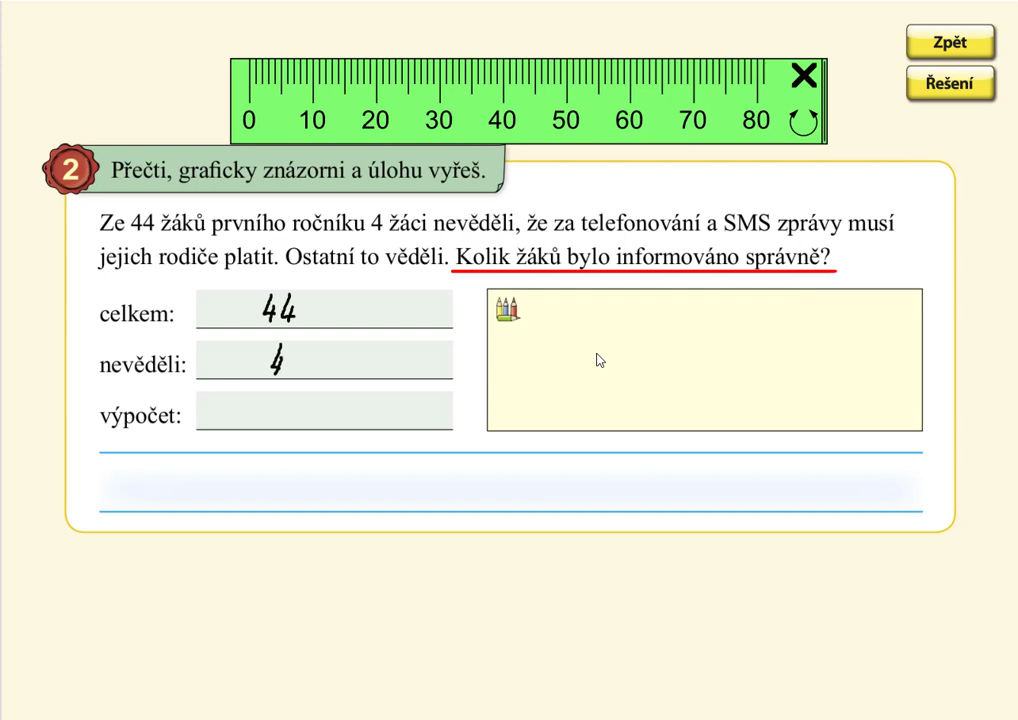 Zpět
Řešení
0 10 20 30 40 50 60 70 80
2 Přečti, graficky znázorni a úlohu vyřeš.
Ze 44 žáků prvního ročníku 4 žáci nevěděli, že za telefonování a SMS zprávy musí
jejich rodiče platit. Ostatní to věděli. Kolik žáků bylo informováno správně?
celkem: 44
nevěděli: 4
výpočet: